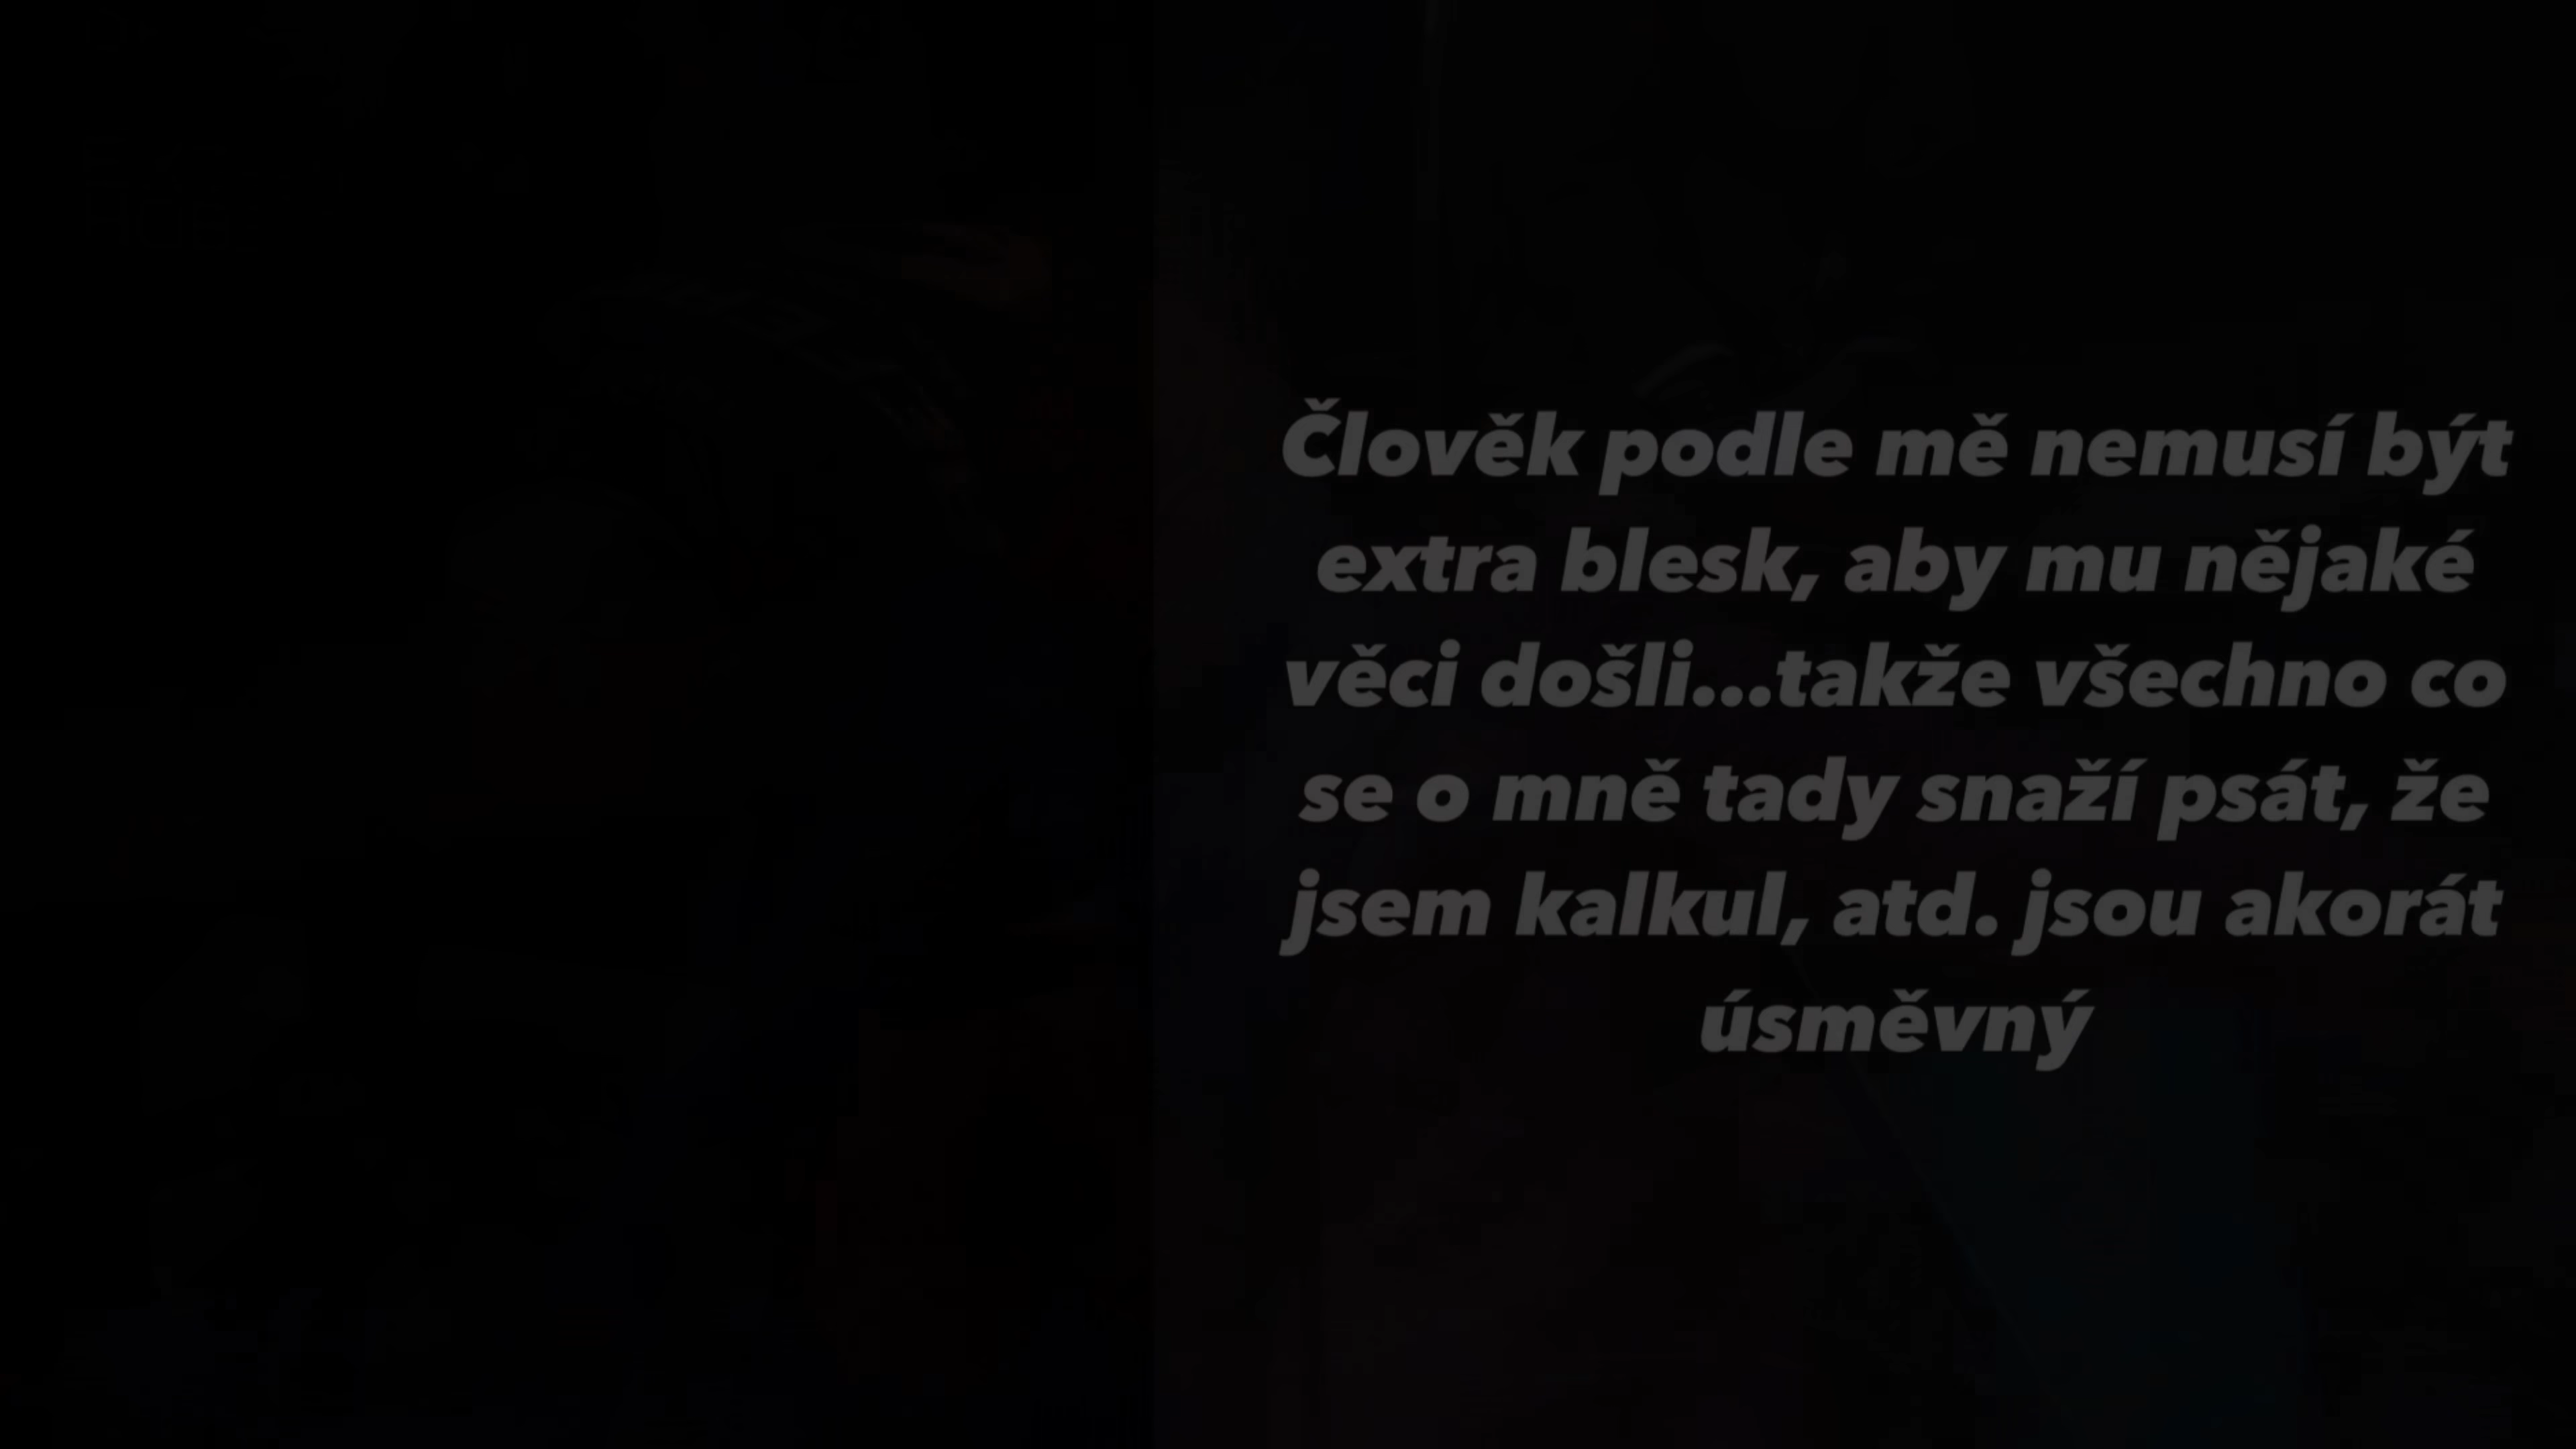 Člověk podle mě nemusí být
extra blesk, aby mu nějaké
věci došli...takže všechno co
se o mně tady snaží psát, že
jsem kalkul, atd. jsou akorát
úsměvný